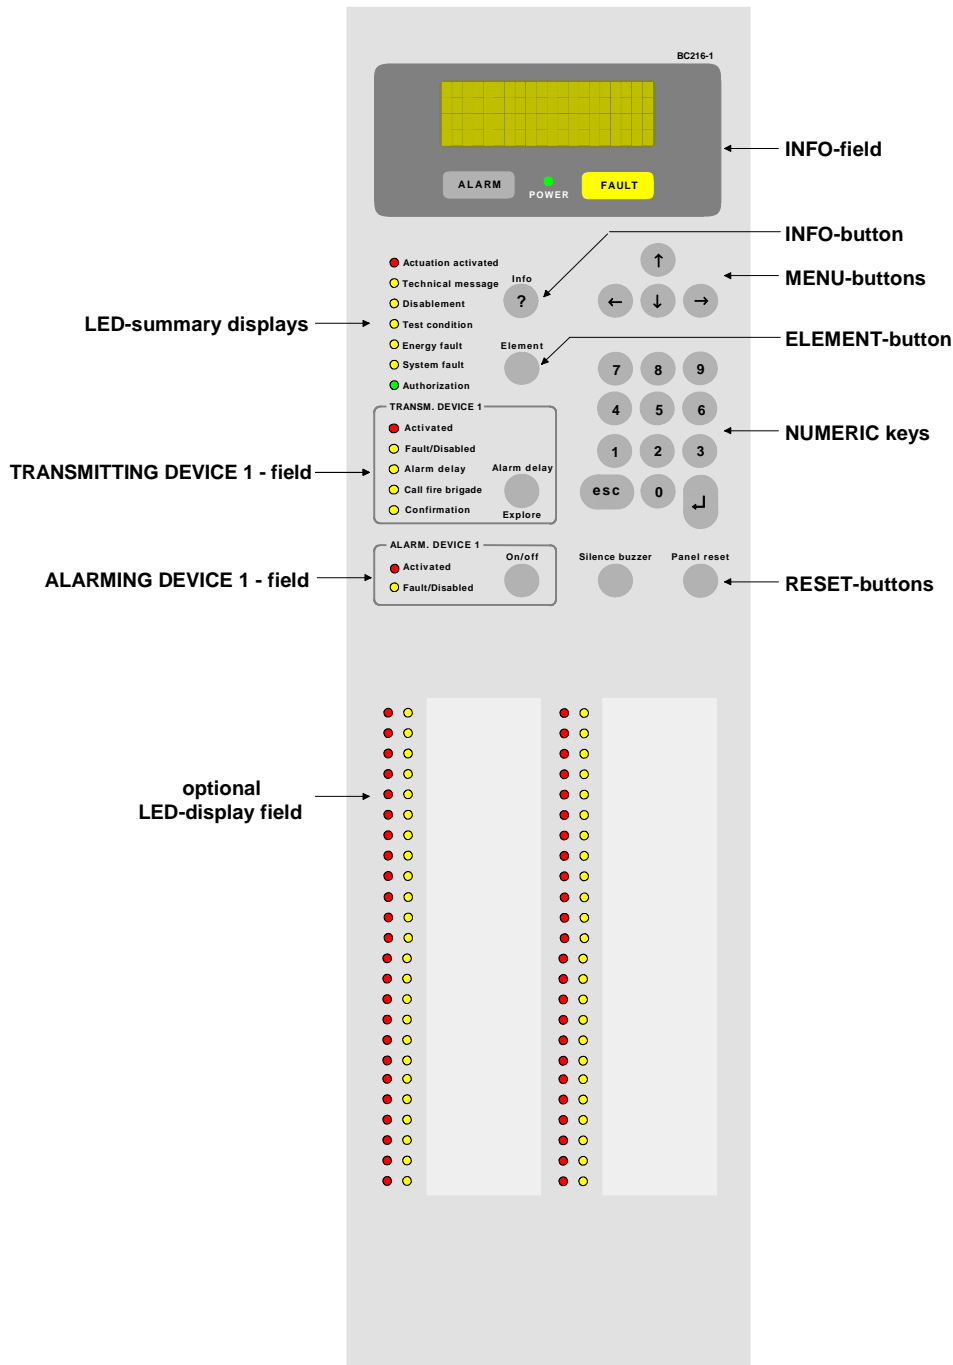 BC216-1
INFO-field
ALARM
POWER
FAULT
INFO-button
MENU-buttons
ELEMENT-button
NUMERIC keys
RESET-buttons
LED-summary displays
TRANSMITTING DEVICE 1 - field
ALARMING DEVICE 1 - field
optional
LED-display field
Actuation activated
Technical message
Disablement
Test condition
Energy fault
System fault
Authorization
Info
?
Element
↑
← ↓ →
7 8 9
4 5 6
1 2 3
esc 0 ↵
TRANSM. DEVICE 1
Activated
Fault/Disabled
Alarm delay
Call fire brigade
Confirmation
Alarm delay
Explore
ALARM. DEVICE 1
Activated
Fault/Disabled
On/off
Silence buzzer
Panel reset